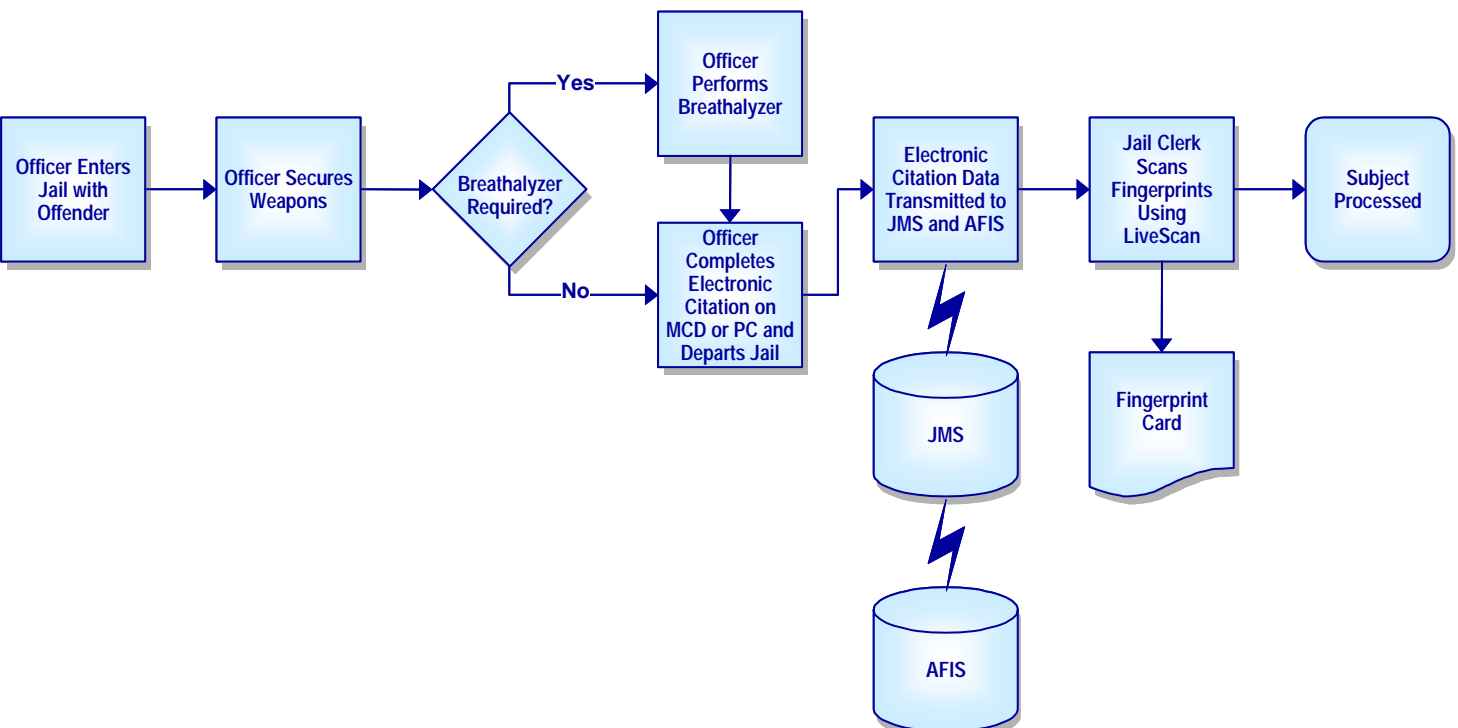 Officer Enters
Jail with
Offender
Officer Secures
Weapons
Breathalyzer
Required?
Yes
No
Officer
Performs
Breathalyzer
Officer
Completes
Electronic
Citation on
MCD or PC and
Departs Jail
Electronic
Citation Data
Transmitted to
JMS and AFIS
JMS
AFIS
Jail Clerk
Scans
Fingerprints
Using
LiveScan
Fingerprint
Card
Subject
Processed